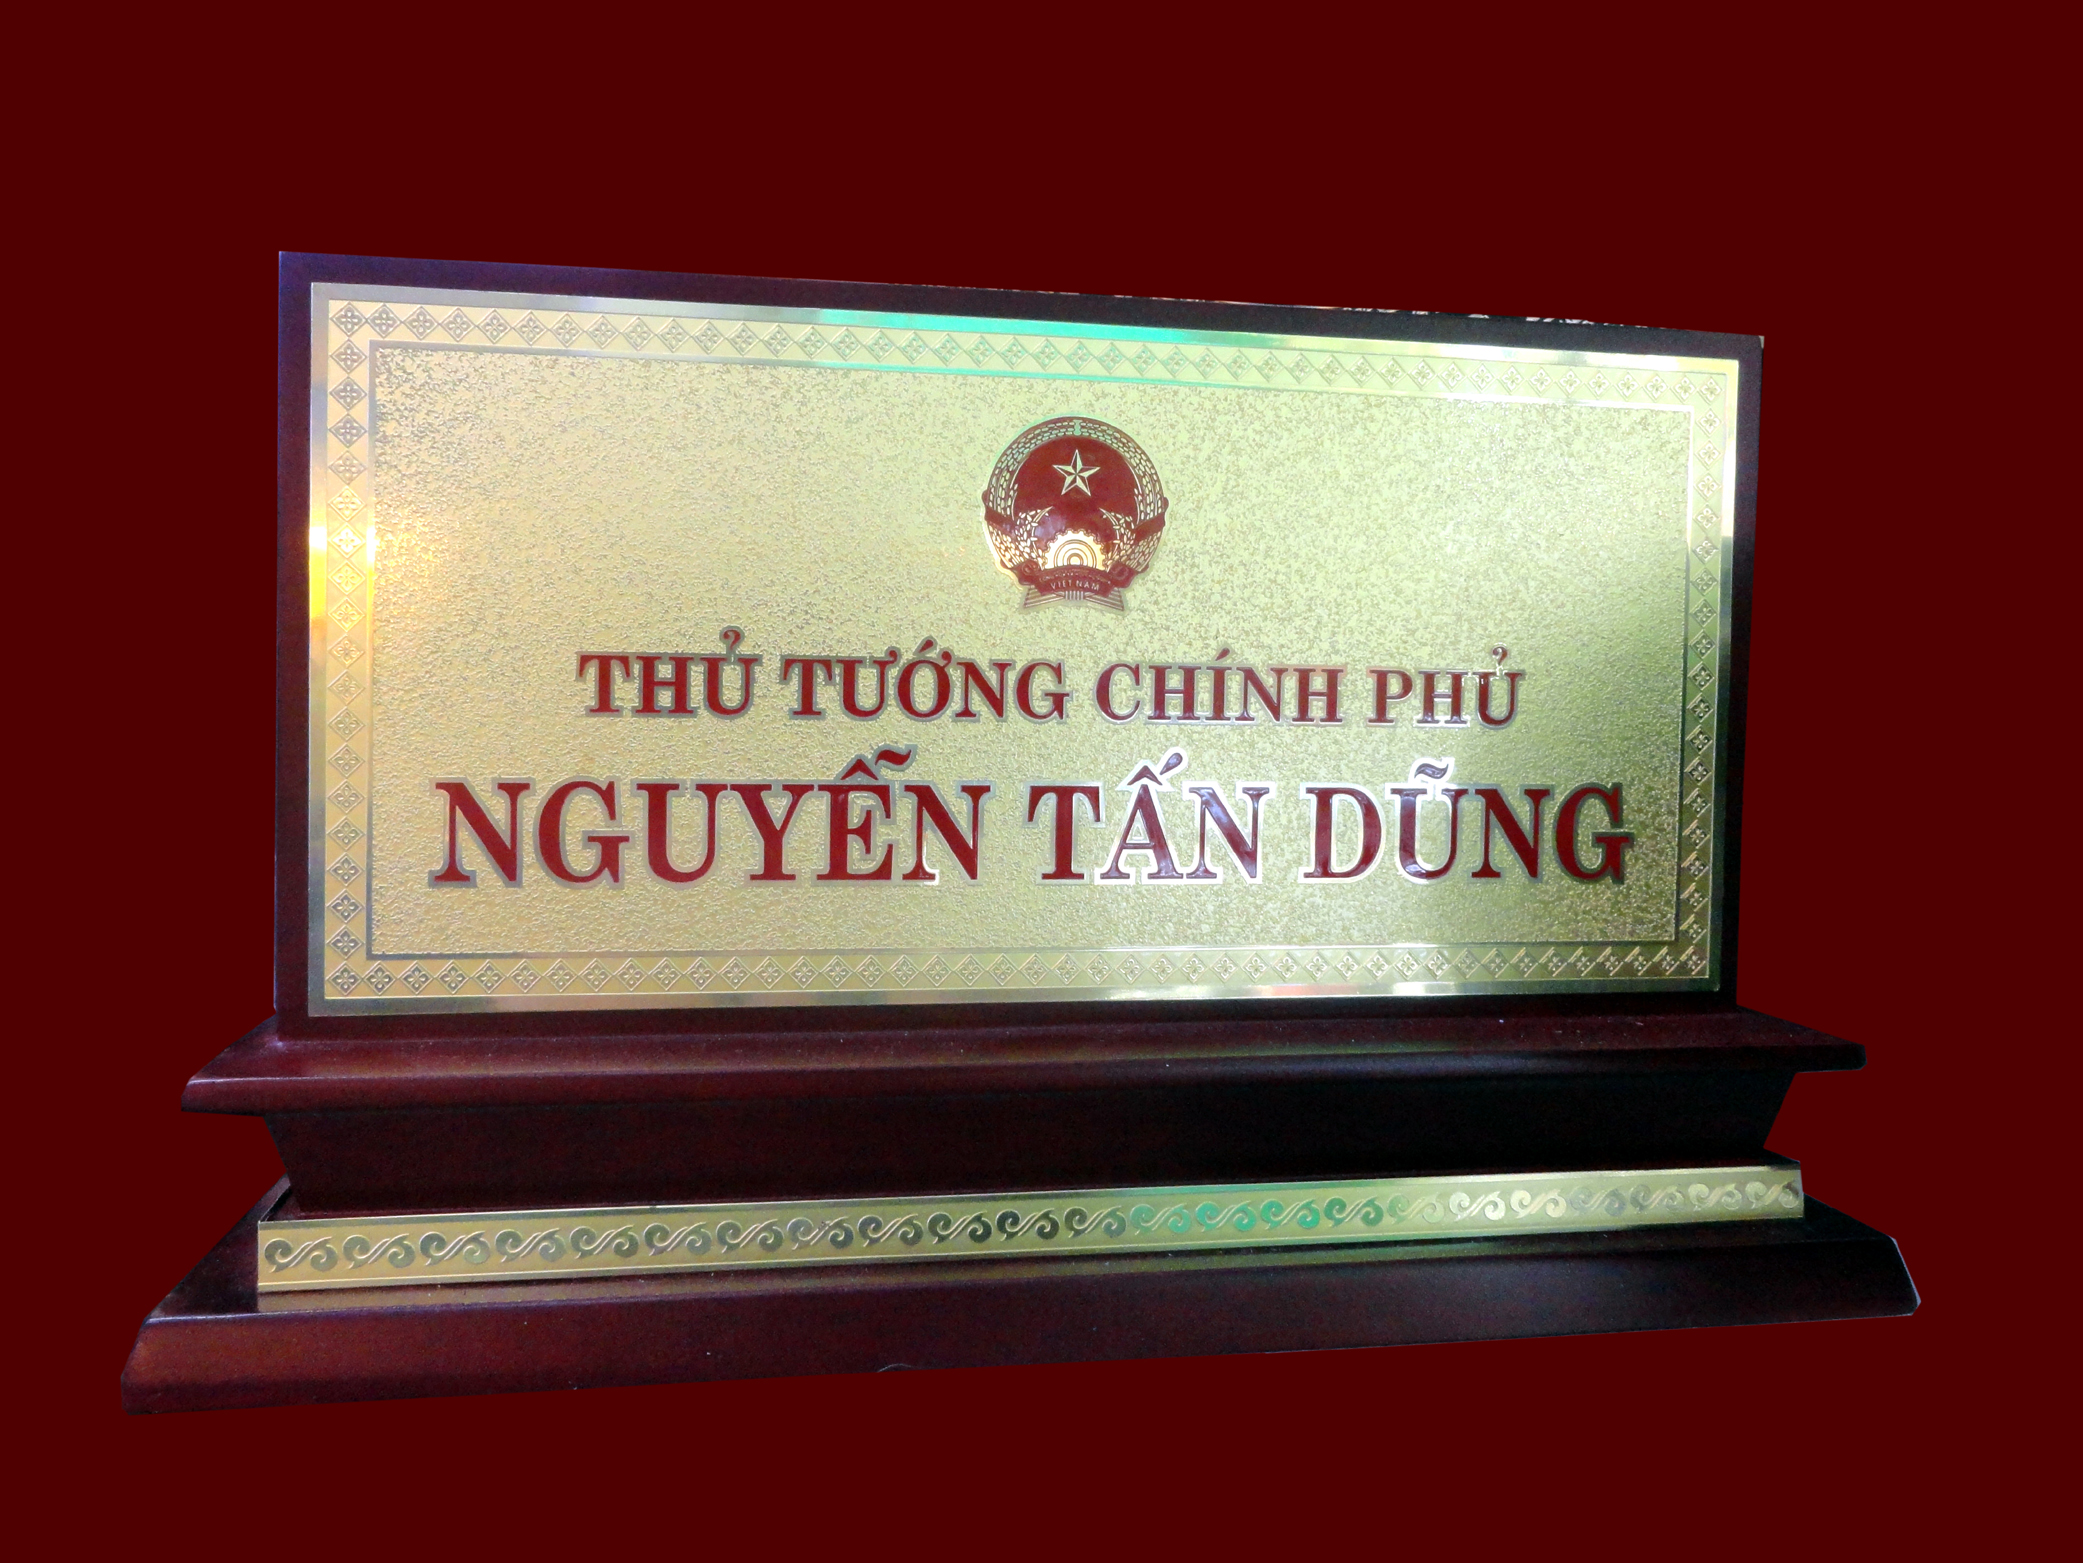 VIỆT NAM
THỦ TƯỚNG CHÍNH PHỦ
NGUYỄN TẤN DŨNG